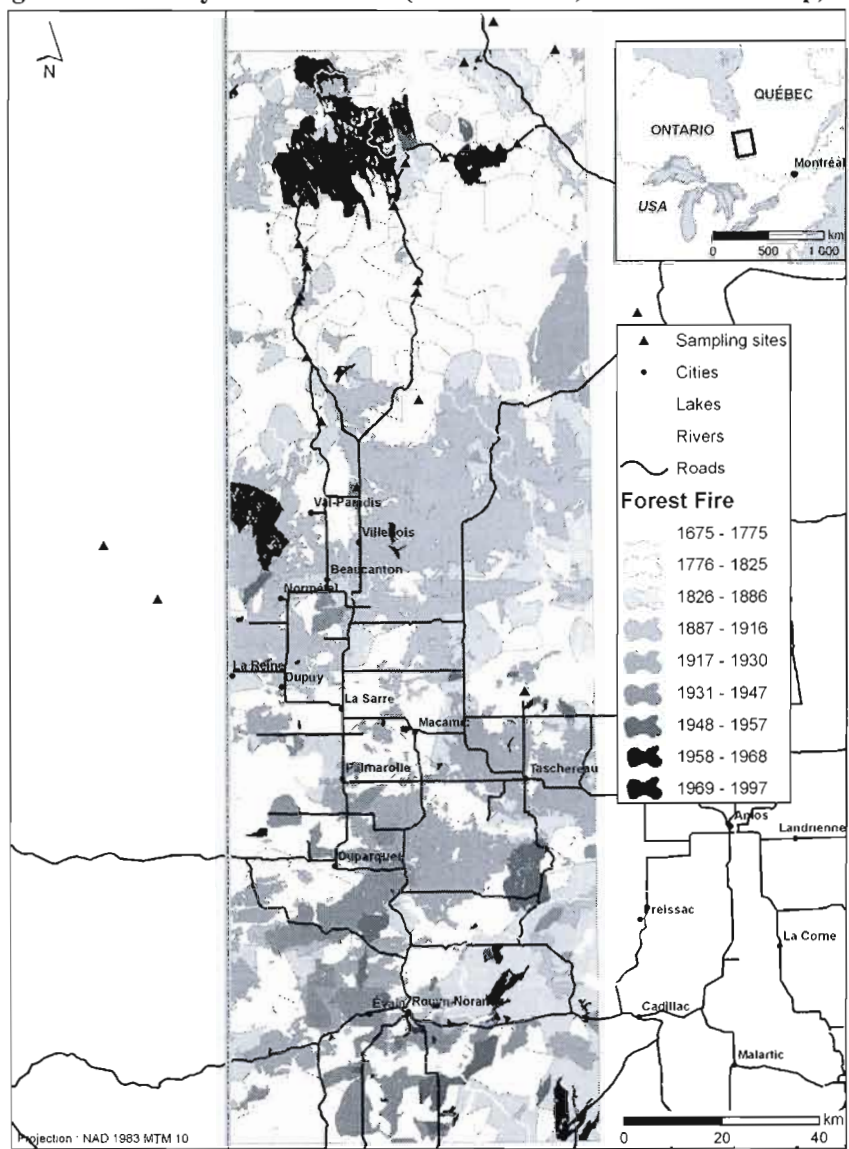 N
QUÉBEC
ONTARIO
Montréal
USA
km
0 500 1 000
Sampling sites
Cities
Lakes
Rivers
Roads
Forest Fire
1675 - 1775
1776 - 1825
1826 - 1886
1887 - 1916
1917 - 1930
1931 - 1947
1948 - 1957
1958 - 1968
1969 - 1997
Val-Paradis
Villebois
Beaucanton
Normétal
La Reine
Dupuy
La Sarre
Macamic
Palmarolle
Taschereau
Amos
Landrienne
Duparquet
Preissac
La Corne
Évain
Rouyn-Noran
Cadillac
Malartic
km
0 20 40
Projection : NAD 1983 MTM 10